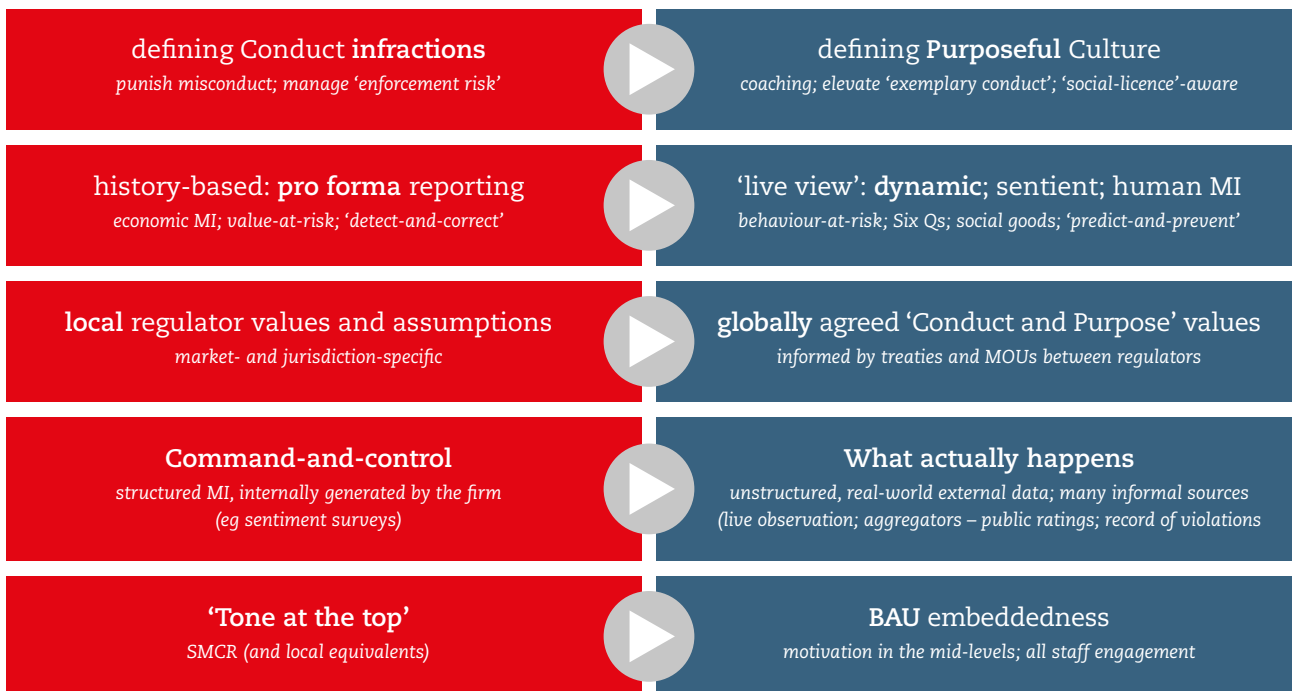 defining Conduct infractions
punish misconduct; manage ‘enforcement risk’
defining Purposeful Culture
coaching; elevate ‘exemplary conduct’; ‘social-licence’-aware
history-based: pro forma reporting
economic MI; value-at-risk; ‘detect-and-correct’
‘live view’: dynamic; sentient; human MI
behaviour-at-risk; Six Qs; social goods; ‘predict-and-prevent’
local regulator values and assumptions
market- and jurisdiction-specific
globally agreed ‘Conduct and Purpose’ values
informed by treaties and MOUs between regulators
Command-and-control
structured MI, internally generated by the firm
(eg sentiment surveys)
What actually happens
unstructured, real-world external data; many informal sources
(live observation; aggregators – public ratings; record of violations
‘Tone at the top’
SMCR (and local equivalents)
BAU embeddedness
motivation in the mid-levels; all staff engagement